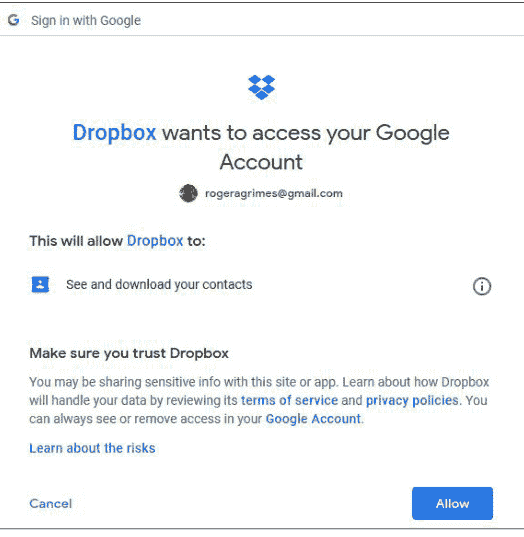 Sign in with Google
Dropbox wants to access your Google
Account
rogeragrimes@gmail.com
This will allow Dropbox to:
See and download your contacts
Make sure you trust Dropbox
You may be sharing sensitive info with this site or app. Learn about how Dropbox
will handle your data by reviewing its terms of service and privacy policies. You
can always see or remove access in your Google Account.
Learn about the risks
Cancel
Allow